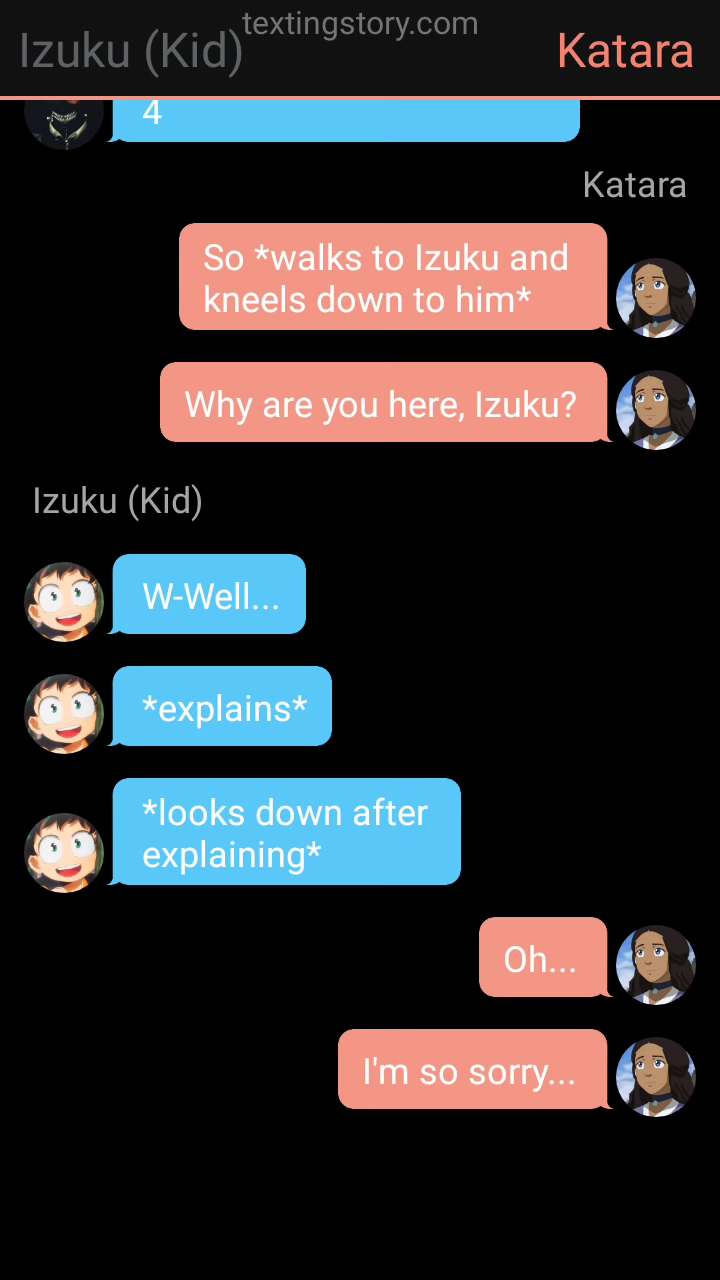 textingstory.com
Izuku (Kid)
Katara
4
Katara
So *walks to Izuku and
kneels down to him*
Why are you here, Izuku?
Izuku (Kid)
W-Well...
*explains*
*looks down after
explaining*
Oh...
I'm so sorry...